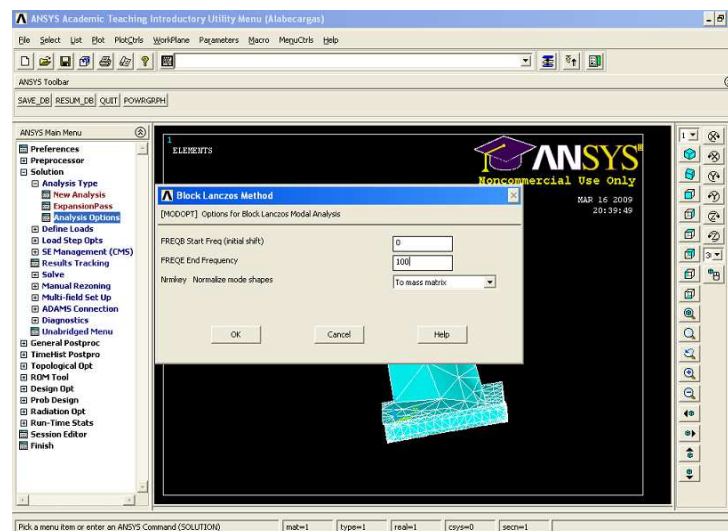 ANSYS Academic Teaching Introductory Utility Menu (Alabecargas)
File Select List Plot PlotCtrls WorkPlane Parameters Macro MenuCtrls Help
ANSYS Toolbar
SAVE_DB RESUM_DB QUIT POWRGRPH
ANSYS Main Menu
Preferences
Preprocessor
Solution
Analysis Type
New Analysis
ExpansionPass
Analysis Options
Define Loads
Load Step Opts
SE Management (CMS)
Results Tracking
Solve
Manual Rezoning
Multi-field Set Up
ADAMS Connection
Diagnostics
Unabridged Menu
General Postproc
TimeHist Postpro
Topological Opt
ROM Tool
Design Opt
Prob Design
Radiation Opt
Run-Time Stats
Session Editor
Finish
1
ELEMENTS
ANSYS
Noncommercial Use Only
MAR 16 2009
20:39:49
Block Lanczos Method
[MODOPT] Options for Block Lanczos Modal Analysis
FREQB Start Freq (initial shift) 0
FREQE End Frequency 100
Nrmkey Normalize mode shapes To mass matrix
OK Cancel Help
1
3
Pick a menu item or enter an ANSYS Command (SOLUTION) mat=1 type=1 real=1 csys=0 secn=1